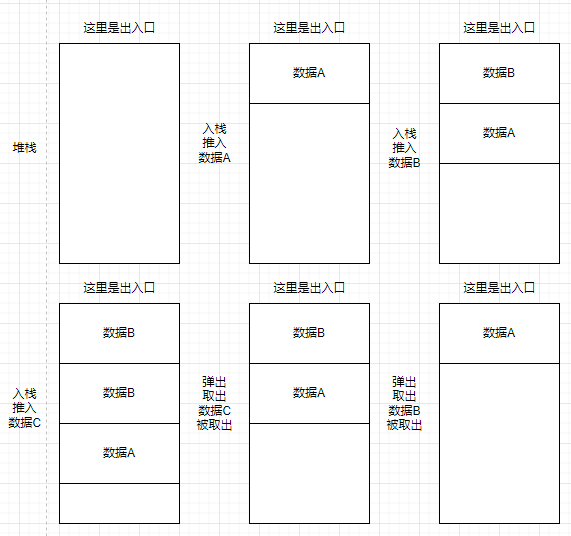 这里是出入口
这里是出入口
这里是出入口
堆栈
入栈
推入
数据A
数据A
入栈
推入
数据B
数据B
数据A
这里是出入口
这里是出入口
这里是出入口
入栈
推入
数据C
数据B
数据B
数据A
弹出
取出
数据C
被取出
数据B
数据A
弹出
取出
数据B
被取出
数据A